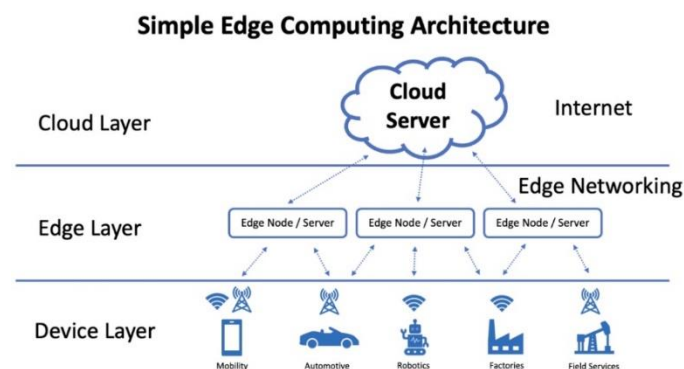 Simple Edge Computing Architecture
Cloud
Server
Internet
Cloud Layer
Edge Networking
Edge Node / Server
Edge Node / Server
Edge Node / Server
Edge Layer
Device Layer
Mobility
Automotive
Robotics
Factories
Field Services